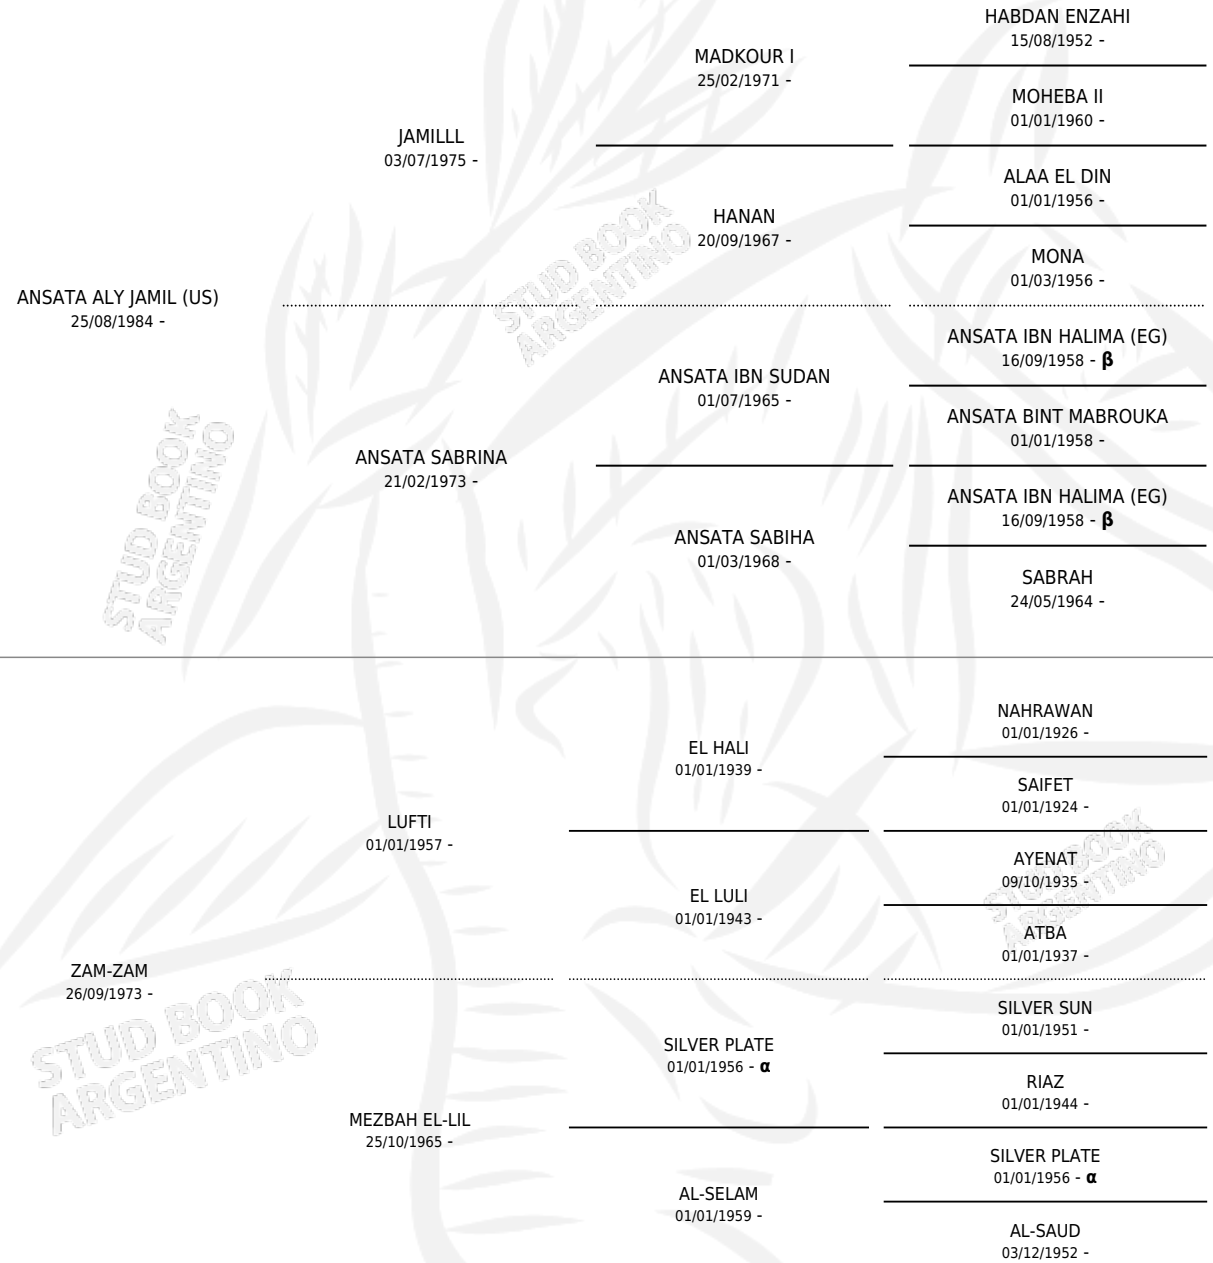 HABDAN ENZAHI
15/08/1952 -
MADKOUR I
25/02/1971 -
MOHEBA II
01/01/1960 -
JAMILLL
03/07/1975 -
ALAA EL DIN
01/01/1956 -
HANAN
20/09/1967 -
MONA
01/03/1956 -
ANSATA ALY JAMIL (US)
25/08/1984 -
ANSATA IBN HALIMA (EG)
16/09/1958 - β
ANSATA IBN SUDAN
01/07/1965 -
ANSATA BINT MABROUKA
01/01/1958 -
ANSATA SABRINA
21/02/1973 -
ANSATA IBN HALIMA (EG)
16/09/1958 - β
ANSATA SABIHA
01/03/1968 -
SABRAH
24/05/1964 -
STUD BOOK
ARGENTINO
STUD BOOK
ARGENTINO
NAHRAWAN
01/01/1926 -
EL HALI
01/01/1939 -
SAIFET
01/01/1924 -
LUFTI
01/01/1957 -
AYENAT
09/10/1935 -
EL LULI
01/01/1943 -
ATBA
01/01/1937 -
ZAM-ZAM
26/09/1973 -
SILVER SUN
01/01/1951 -
SILVER PLATE
01/01/1956 - α
RIAZ
01/01/1944 -
MEZBAH EL-LIL
25/10/1965 -
SILVER PLATE
01/01/1956 - α
AL-SELAM
01/01/1959 -
AL-SAUD
03/12/1952 -
STUD BOOK
ARGENTINO
STUD BOOK
ARGENTINO